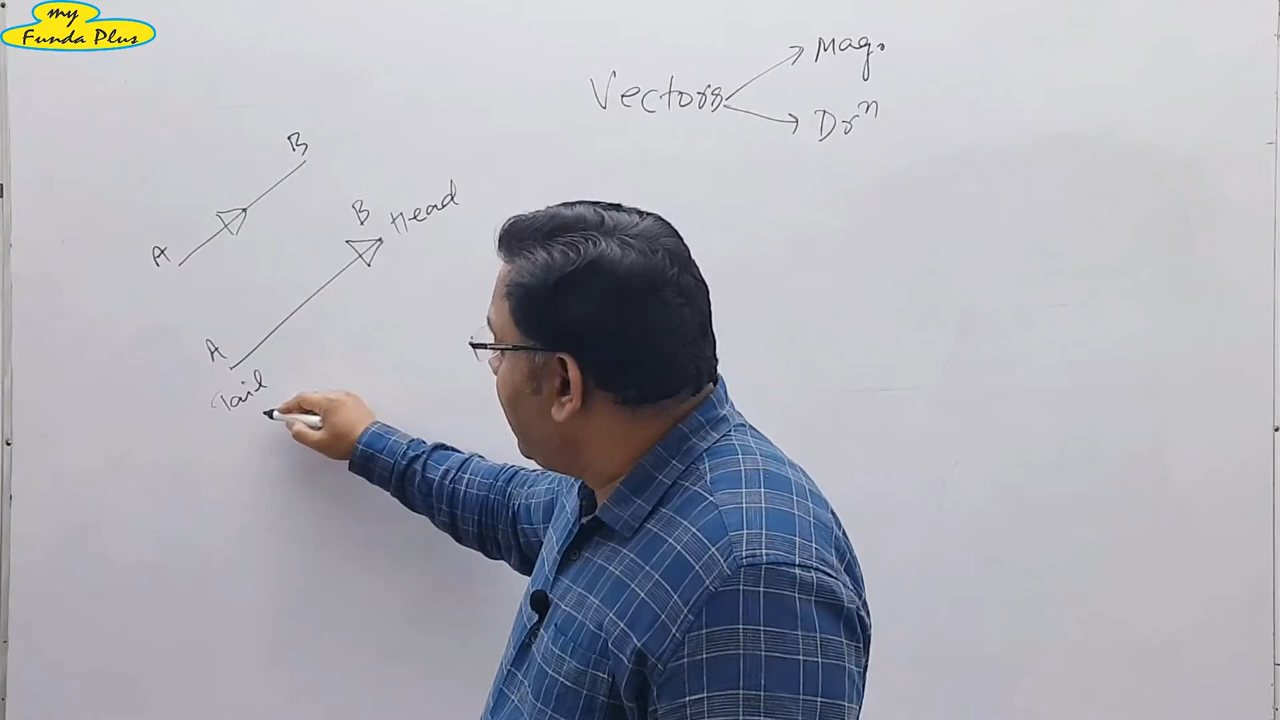 my
Funda Plus
Vectors
Mag.
Drⁿ
B
A
B Head
A
Tail